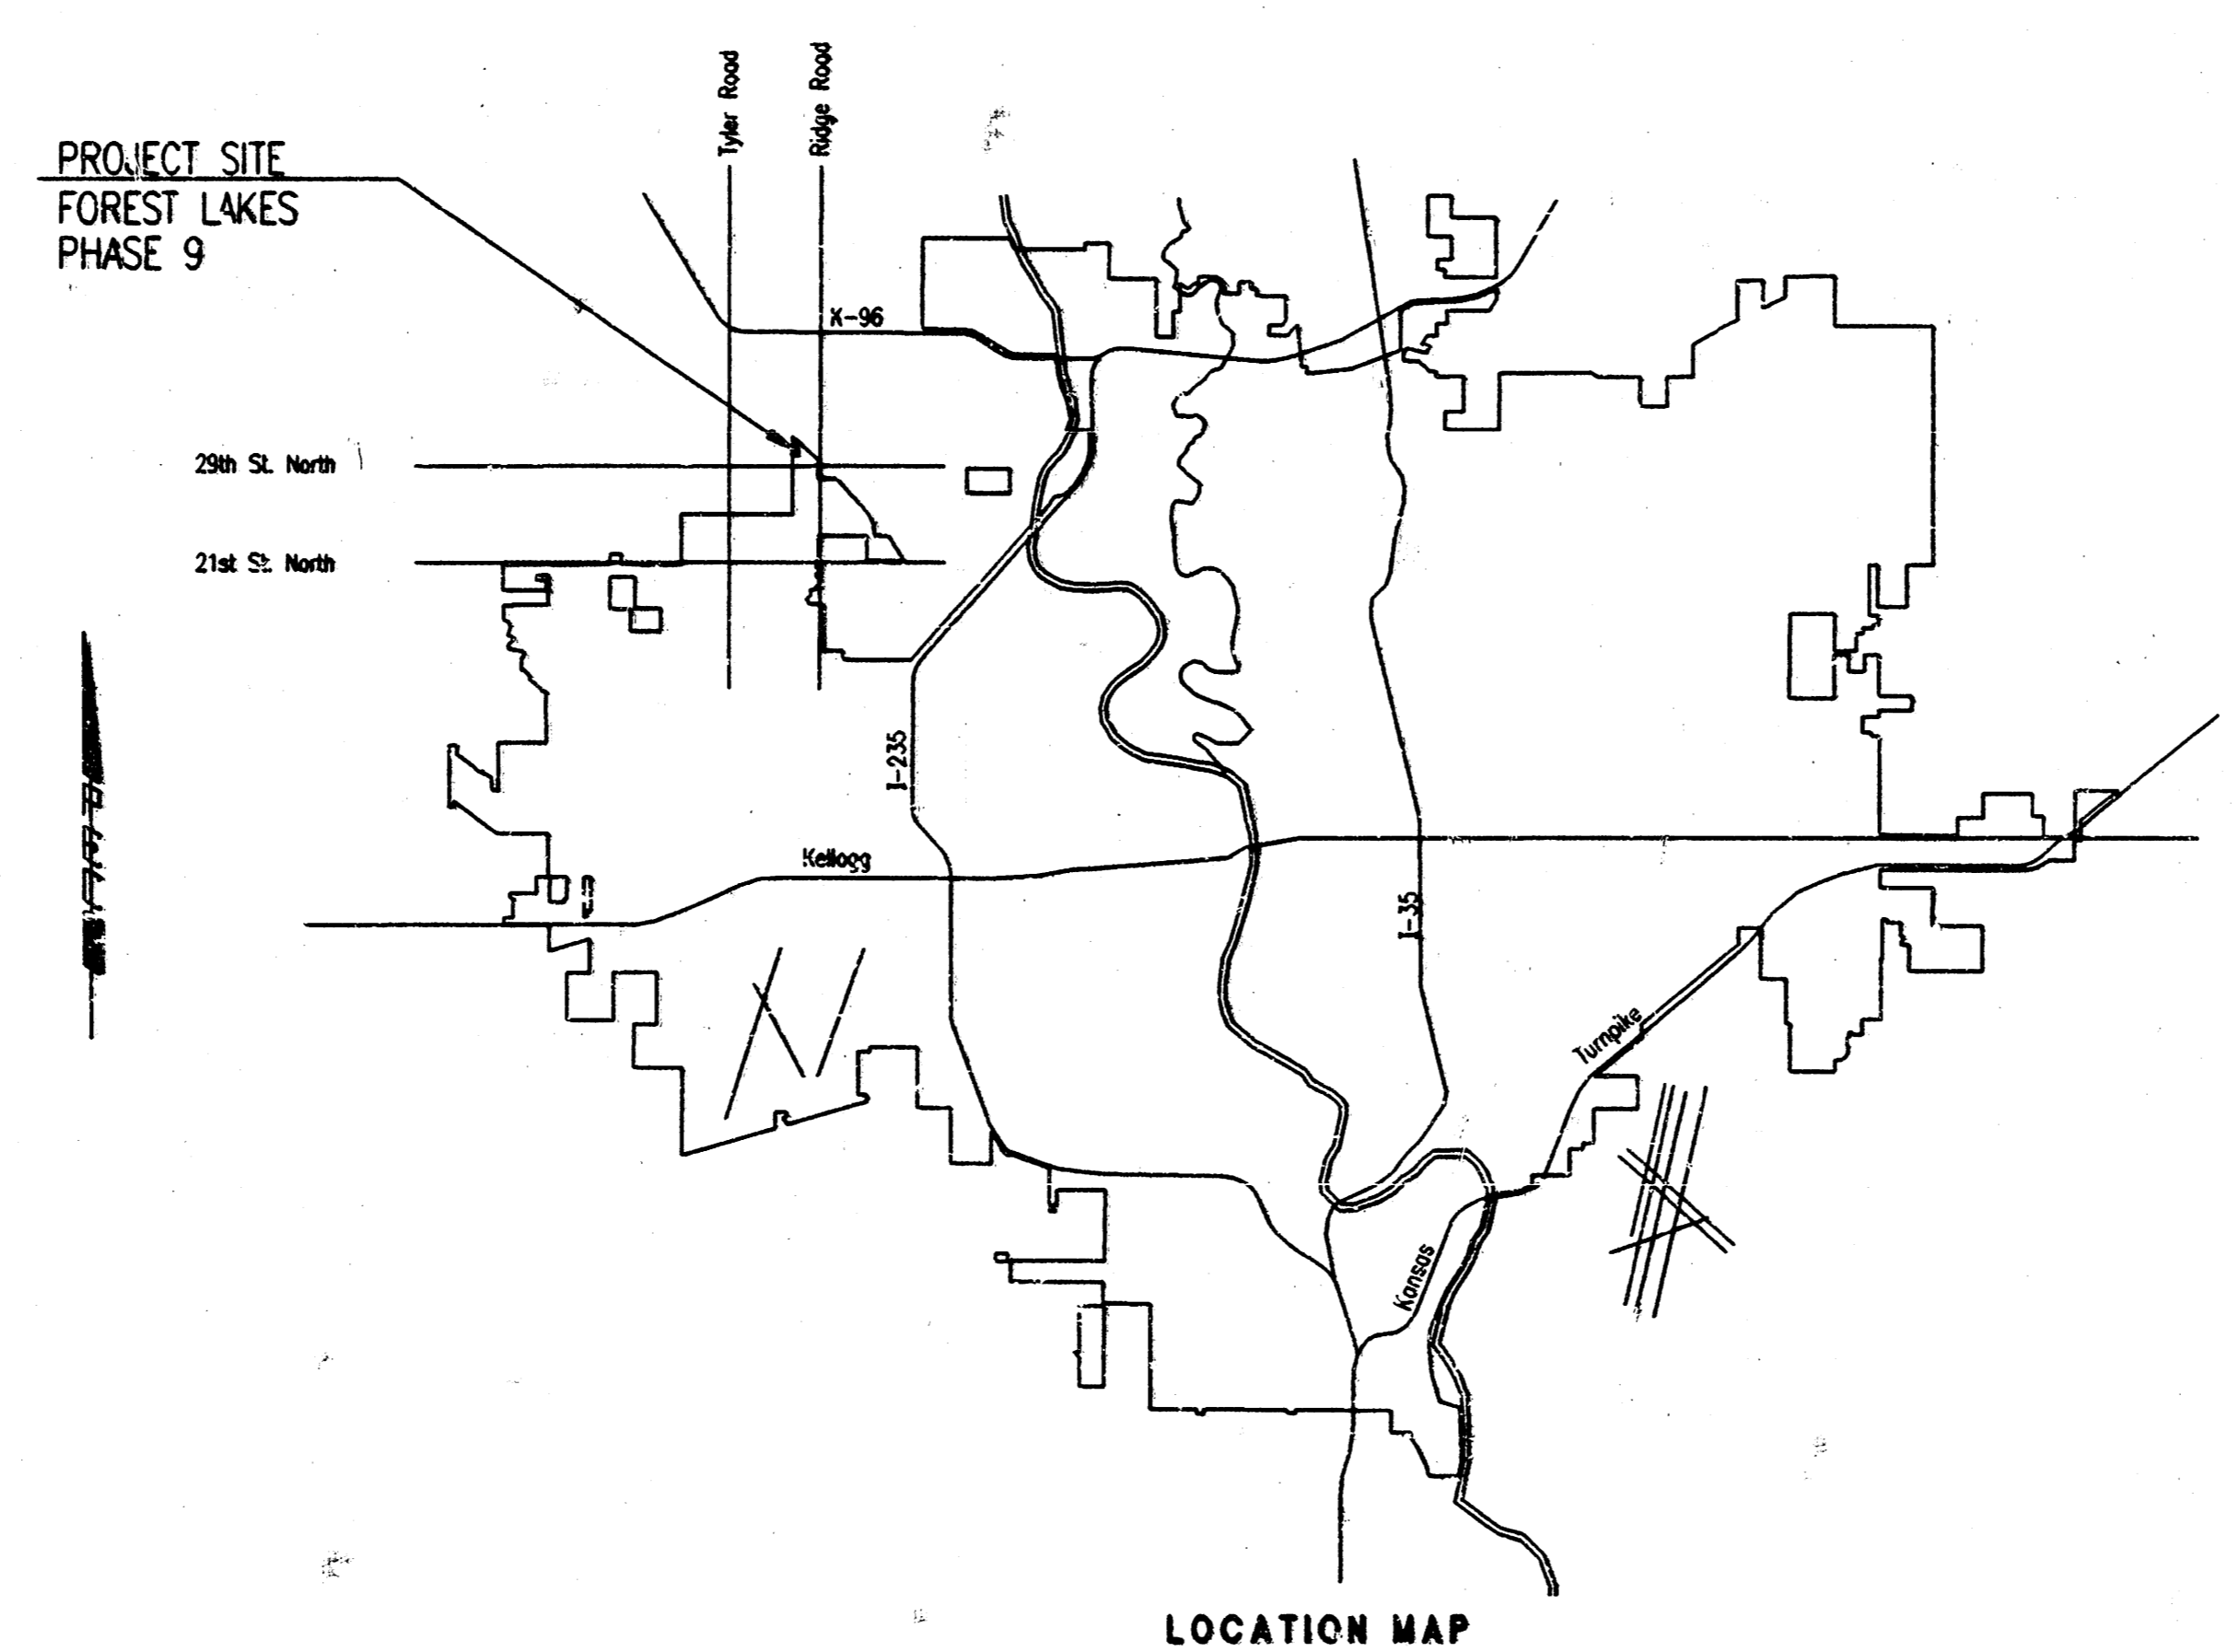 Tyler Road
Ridge Road
PROJECT SITE
FOREST LAKES
PHASE 9
K-96
29th St. North
21st St. North
I-235
Kellogg
I-35
Turnpike
Kansas
LOCATION MAP